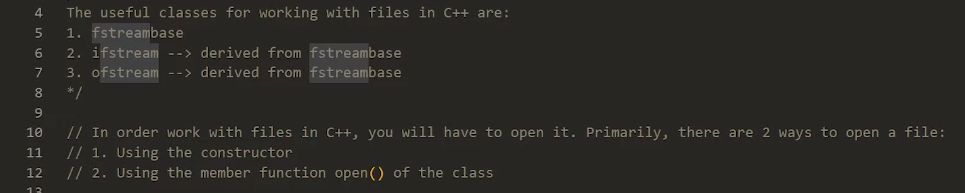 4 The useful classes for working with files in C++ are:
5 1. fstreambase
6 2. ifstream --> derived from fstreambase
7 3. ofstream --> derived from fstreambase
8 */
9
10 // In order work with files in C++, you will have to open it. Primarily, there are 2 ways to open a file:
11 // 1. Using the constructor
12 // 2. Using the member function open() of the class
13